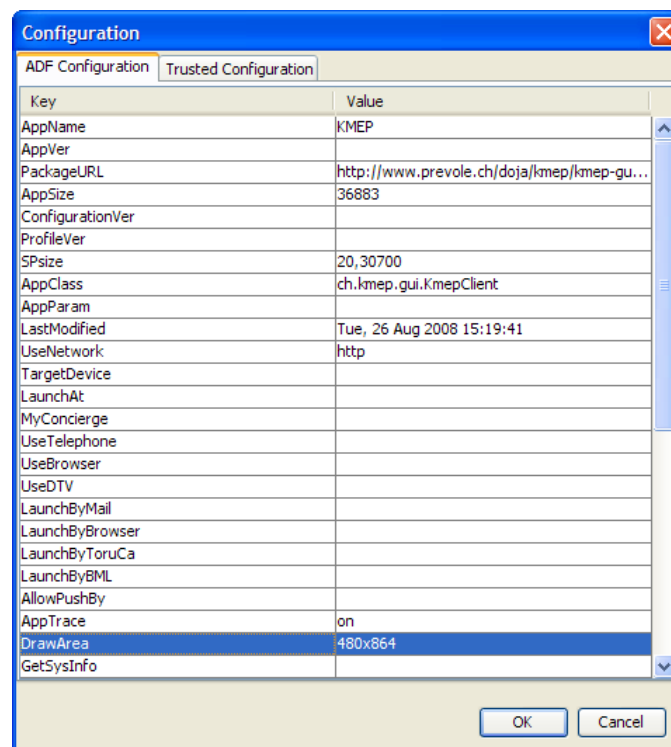 Configuration
ADF Configuration Trusted Configuration
Key Value
AppName KMEP
AppVer
PackageURL http://www.prevole.ch/doja/kmep/kmep-gu...
AppSize 36883
ConfigurationVer
ProfileVer
SPsize 20,30700
AppClass ch.kmep.gui.KmepClient
AppParam
LastModified Tue, 26 Aug 2008 15:19:41
UseNetwork http
TargetDevice
LaunchAt
MyConcierge
UseTelephone
UseBrowser
UseDTV
LaunchByMail
LaunchByBrowser
LaunchByToruCa
LaunchByBML
AllowPushBy
AppTrace on
DrawArea 480x864
GetSysInfo
OK Cancel